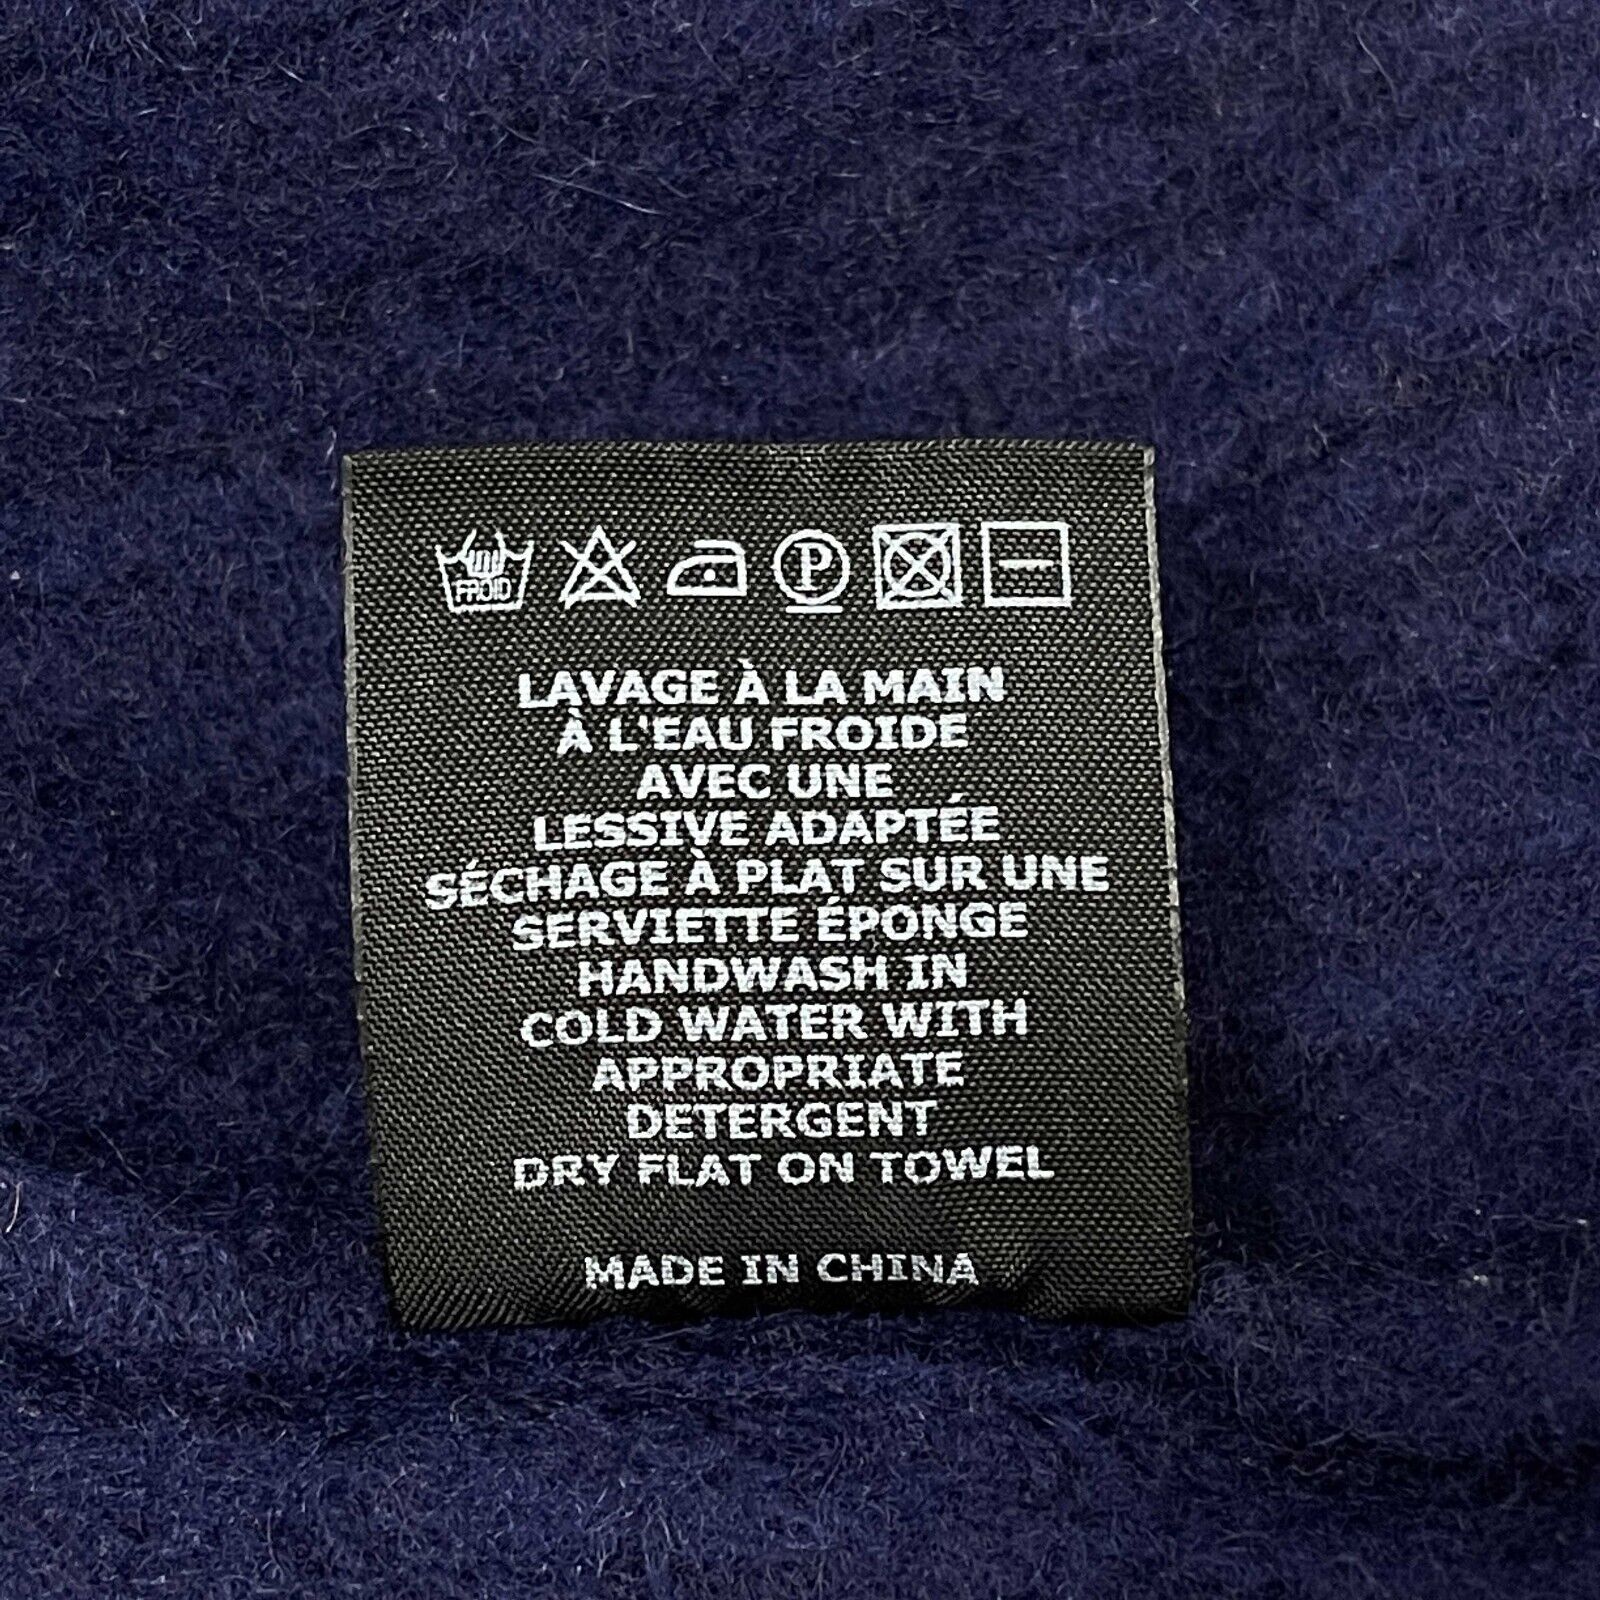 FROID P
LAVAGE À LA MAIN
À L'EAU FROIDE
AVEC UNE
LESSIVE ADAPTÉE
SÉCHAGE À PLAT SUR UNE
SERVIETTE ÉPONGE
HANDWASH IN
COLD WATER WITH
APPROPRIATE
DETERGENT
DRY FLAT ON TOWEL
MADE IN CHINA